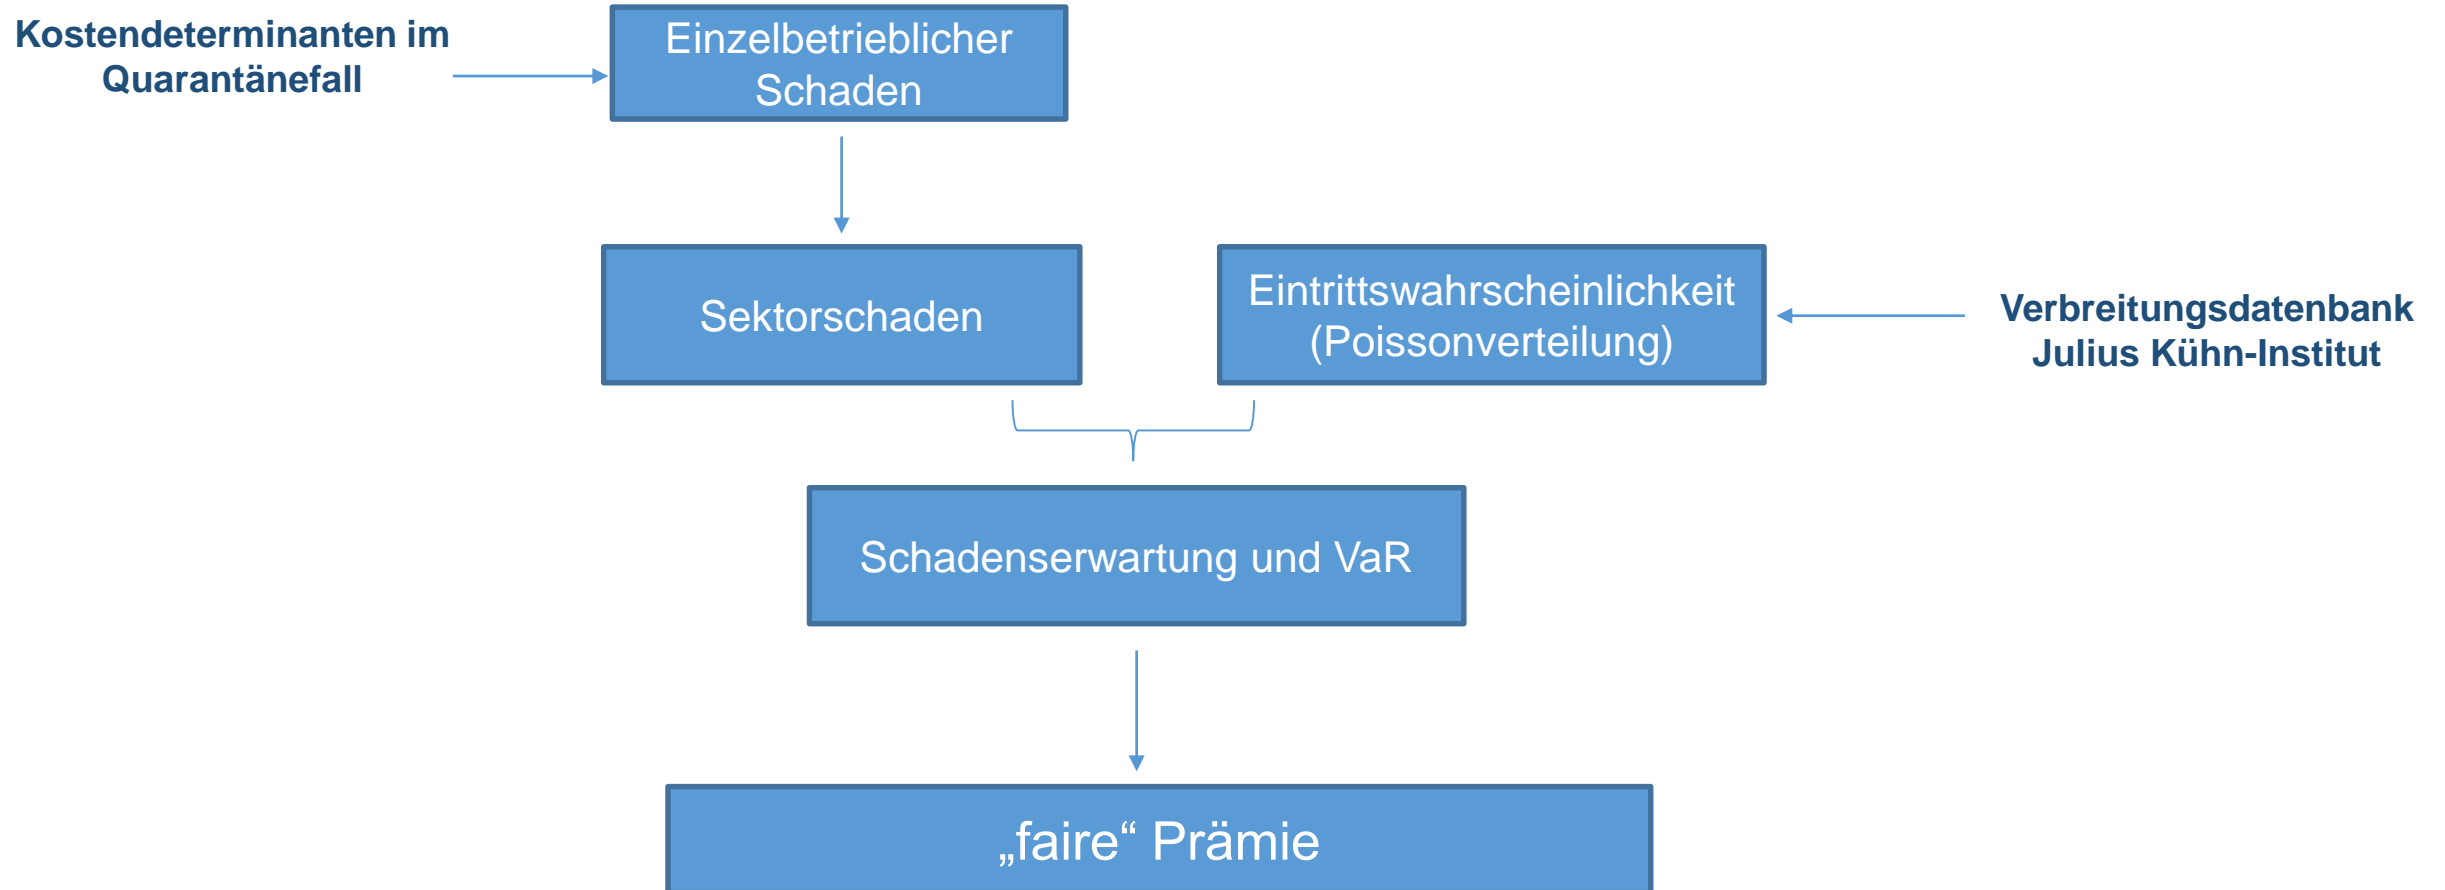 Kostendeterminanten im
Quarantänefall
Einzelbetrieblicher
Schaden
Sektorschaden
Eintrittswahrscheinlichkeit
(Poissonverteilung)
Verbreitungsdatenbank
Julius Kühn-Institut
Schadenserwartung und VaR
„faire“ Prämie